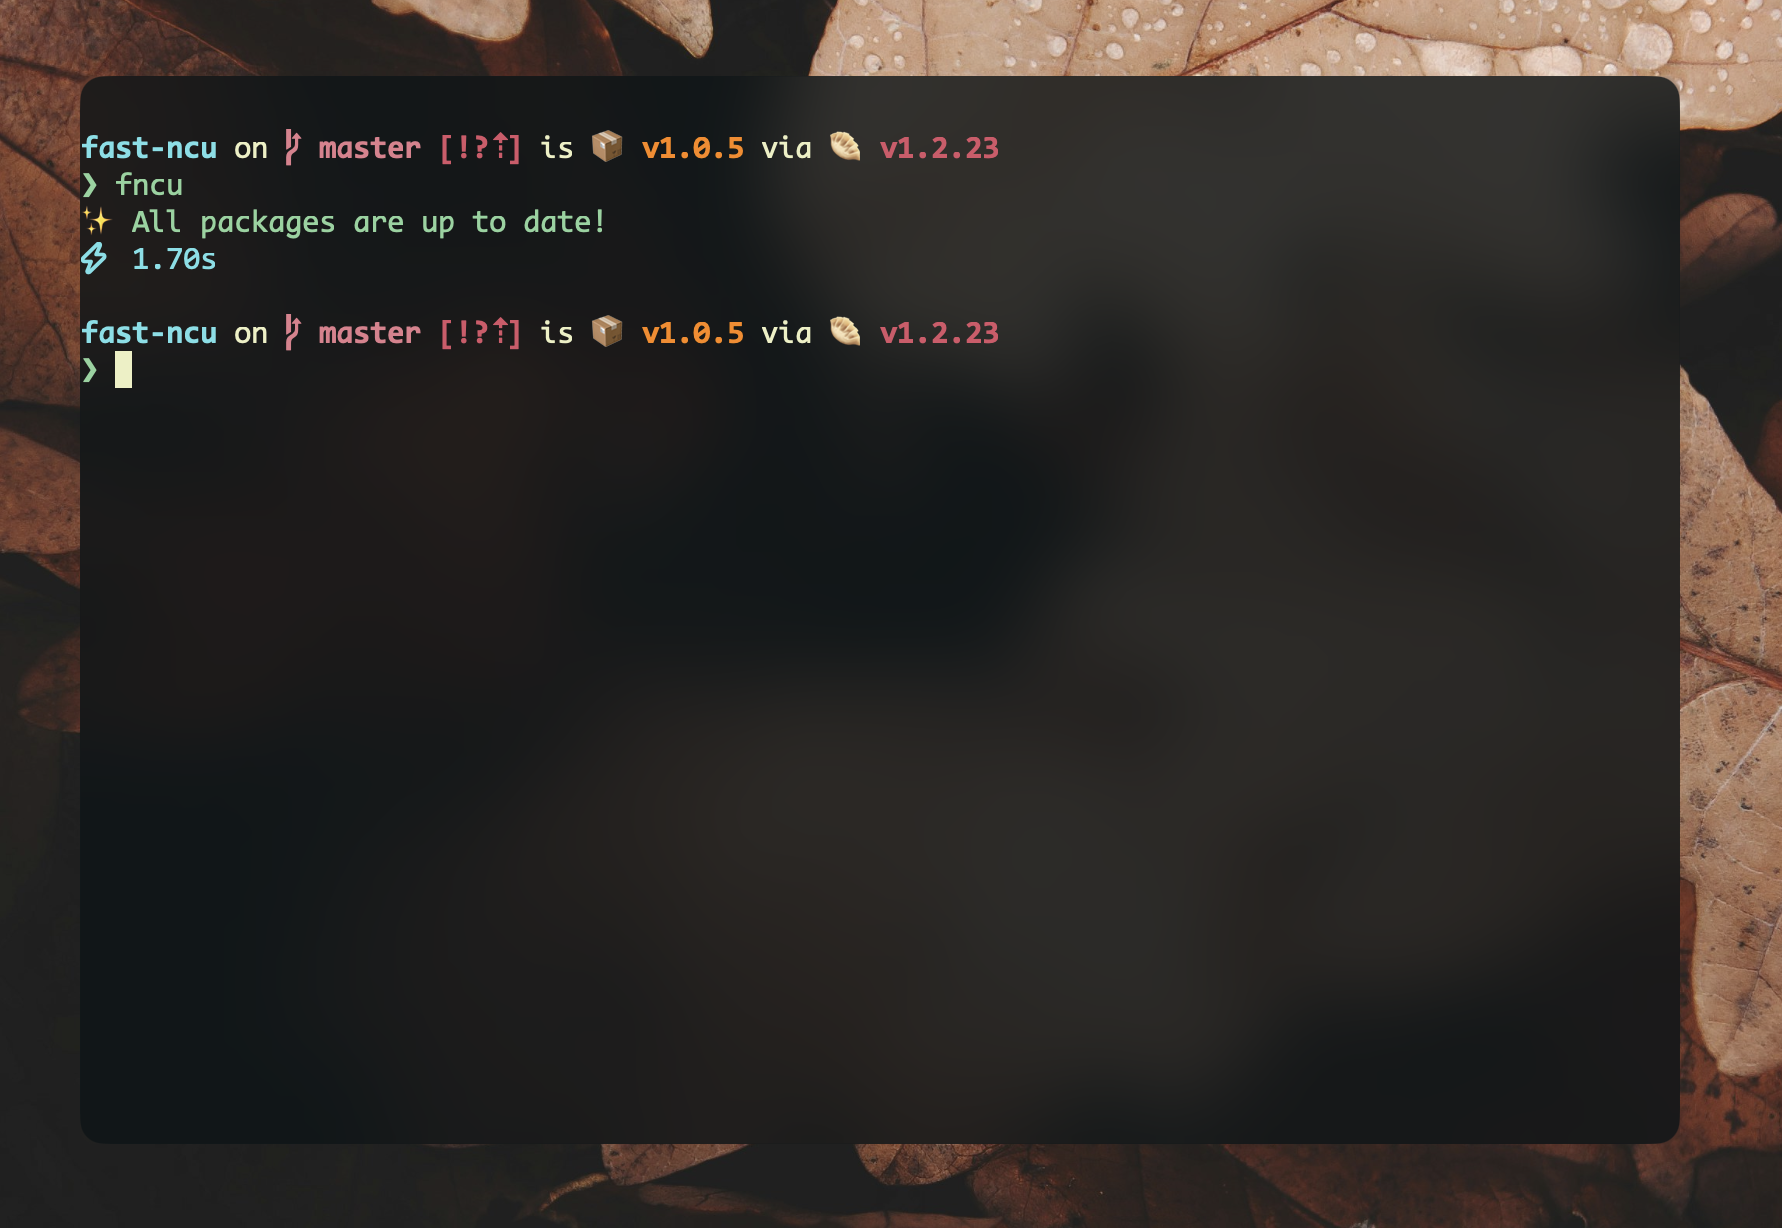 fast-ncu on master [!?⇡] is 📦 v1.0.5 via 🥟 v1.2.23
❯ fncu
✨ All packages are up to date!
⚡ 1.70s
fast-ncu on master [!?⇡] is 📦 v1.0.5 via 🥟 v1.2.23
❯